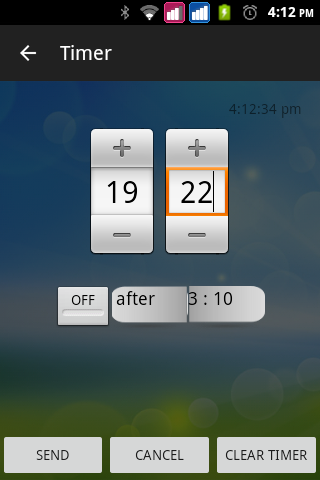 4:12 PM
Timer
4:12:34 pm
19 22
OFF after 3 : 10
SEND CANCEL CLEAR TIMER